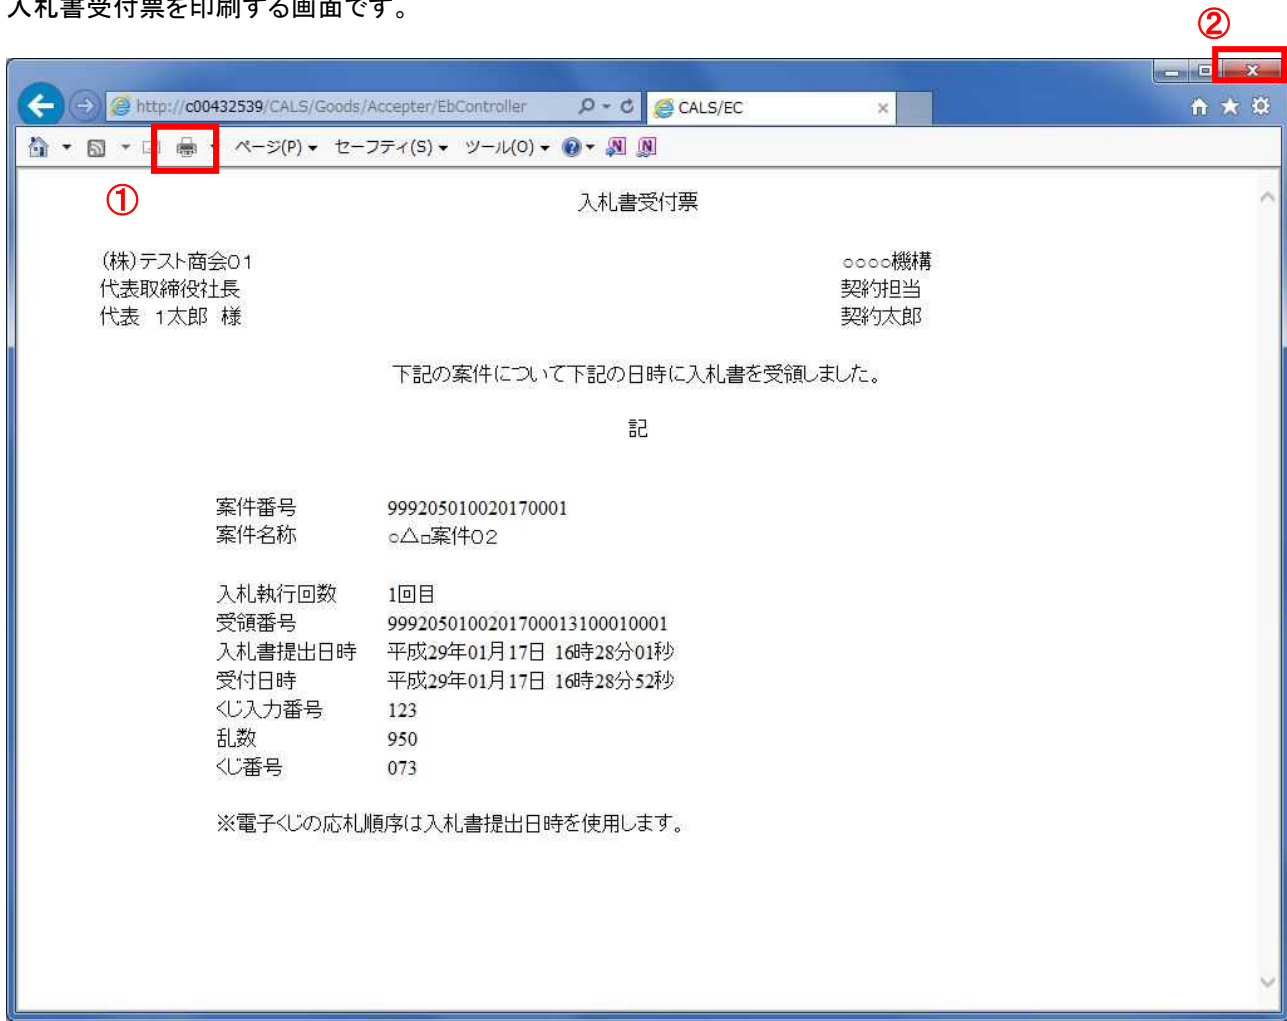 入札書受付票を印刷する画面です。
②
http://c00432539/CALS/Goods/Accepter/EbController
CALS/EC
ページ(P) セーフティ(S) ツール(O)
①
入札書受付票
(株)テスト商会01
○○○○機構
代表取締役社長
契約担当
代表 1太郎 様
契約太郎
下記の案件について下記の日時に入札書を受領しました。
記
案件番号 999205010020170001
案件名称 ○△□案件02
入札執行回数 1回目
受領番号 9992050100201700013100010001
入札書提出日時 平成29年01月17日 16時28分01秒
受付日時 平成29年01月17日 16時28分52秒
くじ入力番号 123
乱数 950
くじ番号 073
※電子くじの応札順序は入札書提出日時を使用します。